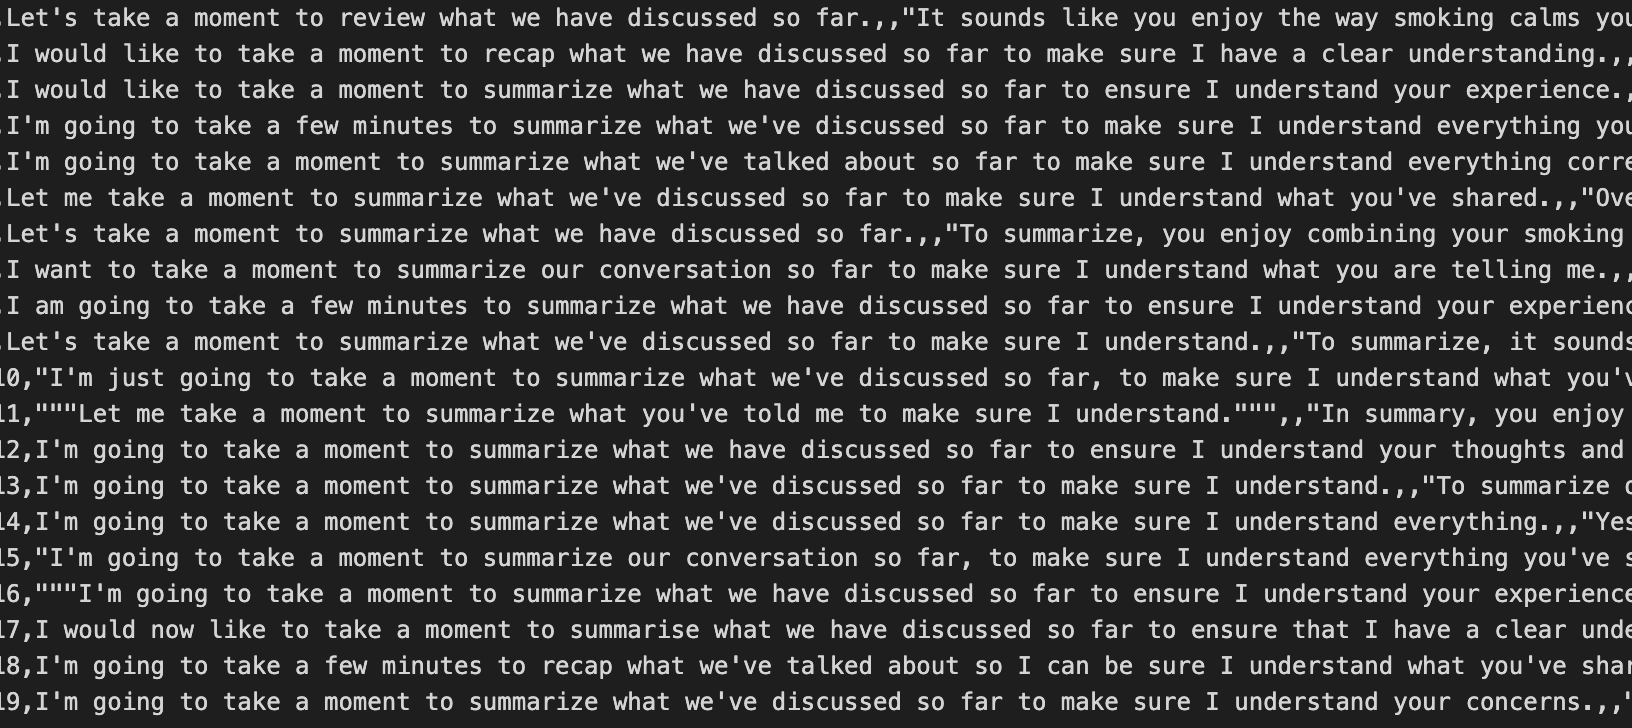 ,Let's take a moment to review what we have discussed so far.,,"It sounds like you enjoy the way smoking calms you
,I would like to take a moment to recap what we have discussed so far to make sure I have a clear understanding.,,
,I would like to take a moment to summarize what we have discussed so far to ensure I understand your experience.,
,I'm going to take a few minutes to summarize what we've discussed so far to make sure I understand everything you
,I'm going to take a moment to summarize what we've talked about so far to make sure I understand everything corre
,Let me take a moment to summarize what we've discussed so far to make sure I understand what you've shared.,,"Ove
,Let's take a moment to summarize what we have discussed so far.,,"To summarize, you enjoy combining your smoking
,I want to take a moment to summarize our conversation so far to make sure I understand what you are telling me.,,
,I am going to take a few minutes to summarize what we have discussed so far to ensure I understand your experienc
,Let's take a moment to summarize what we've discussed so far to make sure I understand.,,"To summarize, it sounds
10,"I'm just going to take a moment to summarize what we've discussed so far, to make sure I understand what you'v
11,"""Let me take a moment to summarize what you've told me to make sure I understand.""",,"In summary, you enjoy
12,I'm going to take a moment to summarize what we have discussed so far to ensure I understand your thoughts and
13,I'm going to take a moment to summarize what we've discussed so far to make sure I understand.,,"To summarize
14,I'm going to take a moment to summarize what we've discussed so far to make sure I understand everything.,,"Yes
15,"I'm going to take a moment to summarize our conversation so far, to make sure I understand everything you've s
16,"""I'm going to take a moment to summarize what we have discussed so far to ensure I understand your experience
17,I would now like to take a moment to summarise what we have discussed so far to ensure that I have a clear unde
18,I'm going to take a few minutes to recap what we've talked about so I can be sure I understand what you've shar
19,I'm going to take a moment to summarize what we've discussed so far to make sure I understand your concerns.,,"